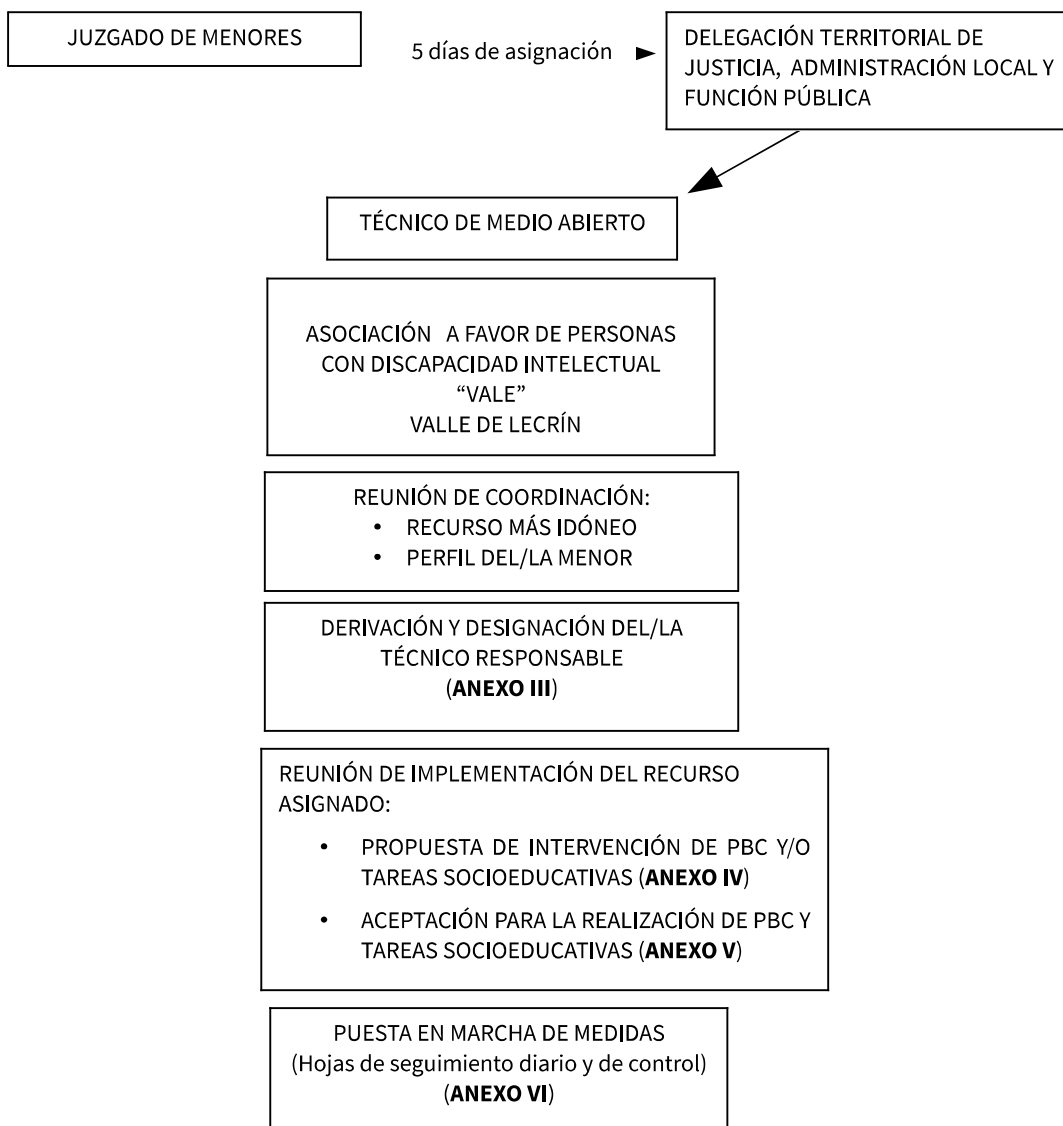 JUZGADO DE MENORES
5 días de asignación ►
DELEGACIÓN TERRITORIAL DE
JUSTICIA, ADMINISTRACIÓN LOCAL Y
FUNCIÓN PÚBLICA
TÉCNICO DE MEDIO ABIERTO
ASOCIACIÓN A FAVOR DE PERSONAS
CON DISCAPACIDAD INTELECTUAL
“VALE”
VALLE DE LECRÍN
REUNIÓN DE COORDINACIÓN:
• RECURSO MÁS IDÓNEO
• PERFIL DEL/LA MENOR
DERIVACIÓN Y DESIGNACIÓN DEL/LA
TÉCNICO RESPONSABLE
(ANEXO III)
REUNIÓN DE IMPLEMENTACIÓN DEL RECURSO
ASIGNADO:
• PROPUESTA DE INTERVENCIÓN DE PBC Y/O
TAREAS SOCIOEDUCATIVAS (ANEXO IV)
• ACEPTACIÓN PARA LA REALIZACIÓN DE PBC Y
TAREAS SOCIOEDUCATIVAS (ANEXO V)
PUESTA EN MARCHA DE MEDIDAS
(Hojas de seguimiento diario y de control)
(ANEXO VI)